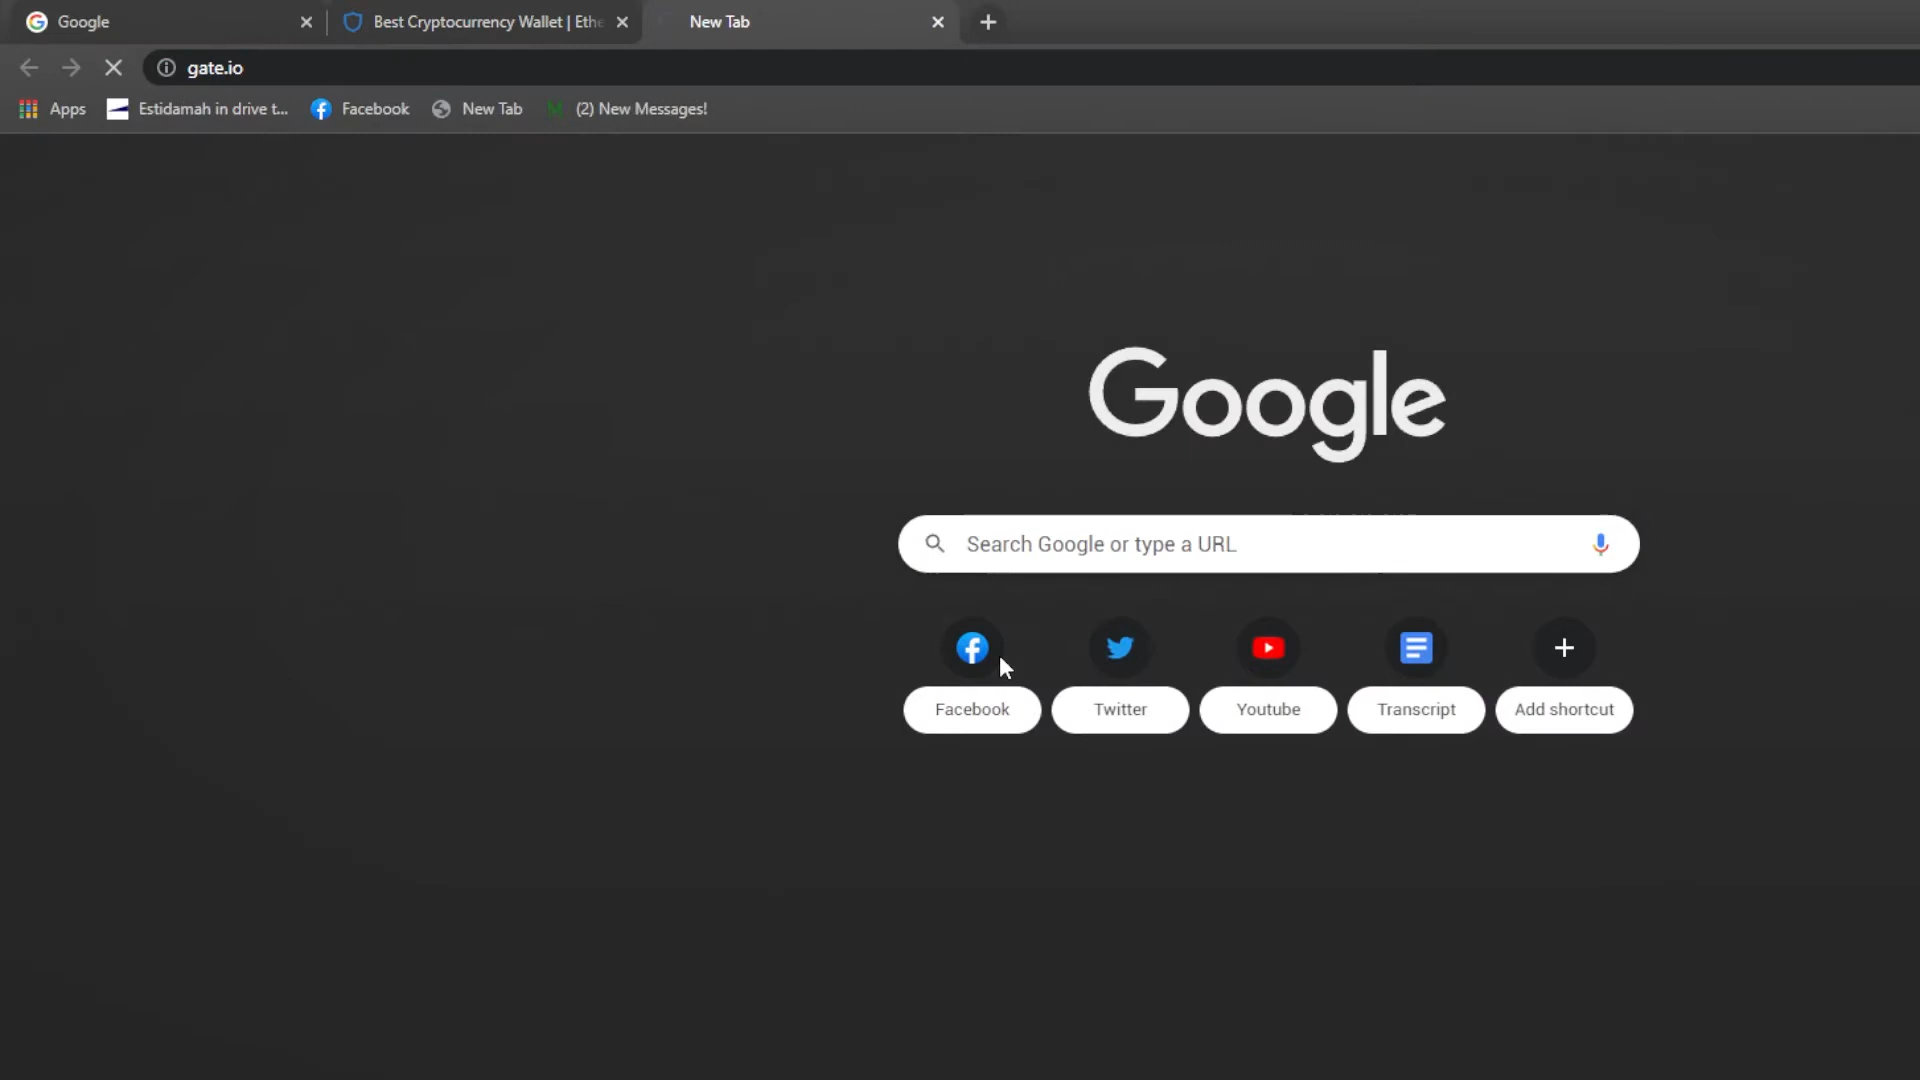 Google
Best Cryptocurrency Wallet | Ethe
New Tab
gate.io
Apps
Estidamah in drive t...
Facebook
New Tab
(2) New Messages!
Google
Search Google or type a URL
Facebook
Twitter
Youtube
Transcript
Add shortcut